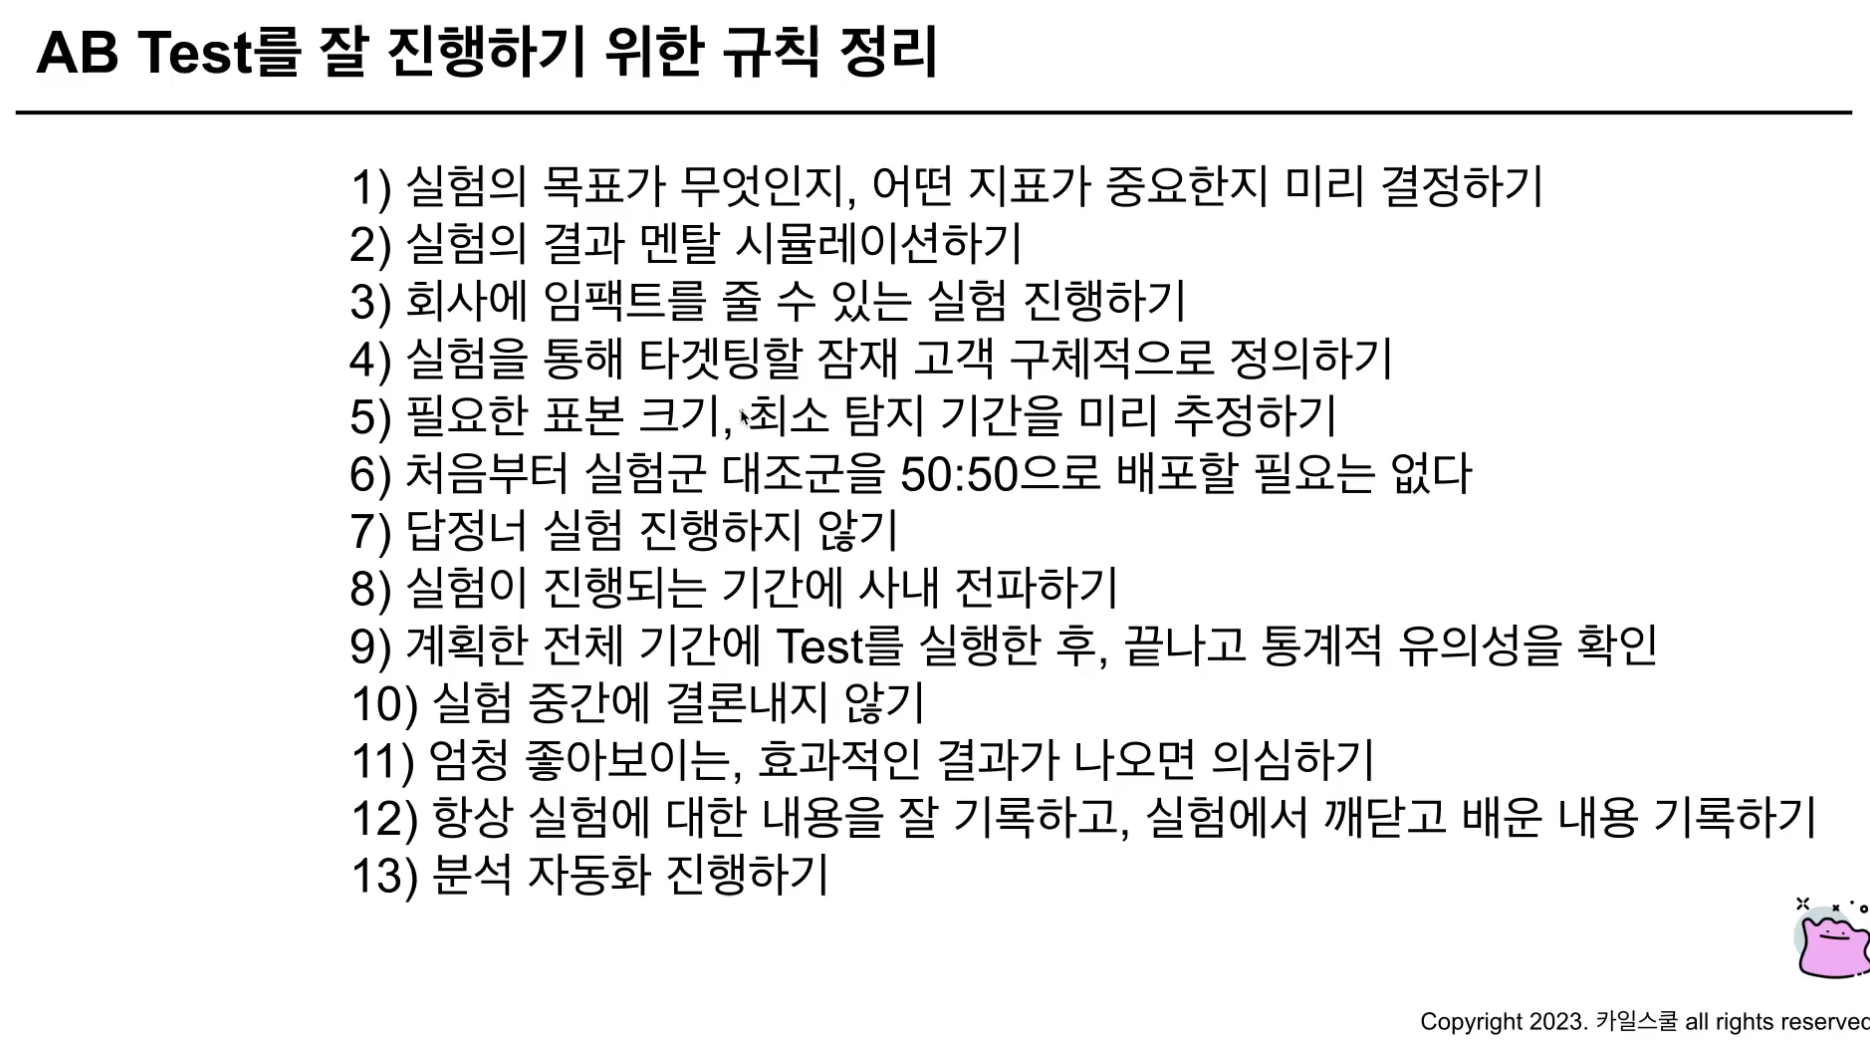 AB Test를 잘 진행하기 위한 규칙 정리
1) 실험의 목표가 무엇인지, 어떤 지표가 중요한지 미리 결정하기
2) 실험의 결과 멘탈 시뮬레이션하기
3) 회사에 임팩트를 줄 수 있는 실험 진행하기
4) 실험을 통해 타겟팅할 잠재 고객 구체적으로 정의하기
5) 필요한 표본 크기, 최소 탐지 기간을 미리 추정하기
6) 처음부터 실험군 대조군을 50:50으로 배포할 필요는 없다
7) 답정너 실험 진행하지 않기
8) 실험이 진행되는 기간에 사내 전파하기
9) 계획한 전체 기간에 Test를 실행한 후, 끝나고 통계적 유의성을 확인
10) 실험 중간에 결론내지 않기
11) 엄청 좋아보이는, 효과적인 결과가 나오면 의심하기
12) 항상 실험에 대한 내용을 잘 기록하고, 실험에서 깨닫고 배운 내용 기록하기
13) 분석 자동화 진행하기
Copyright 2023. 카일스쿨 all rights reserved